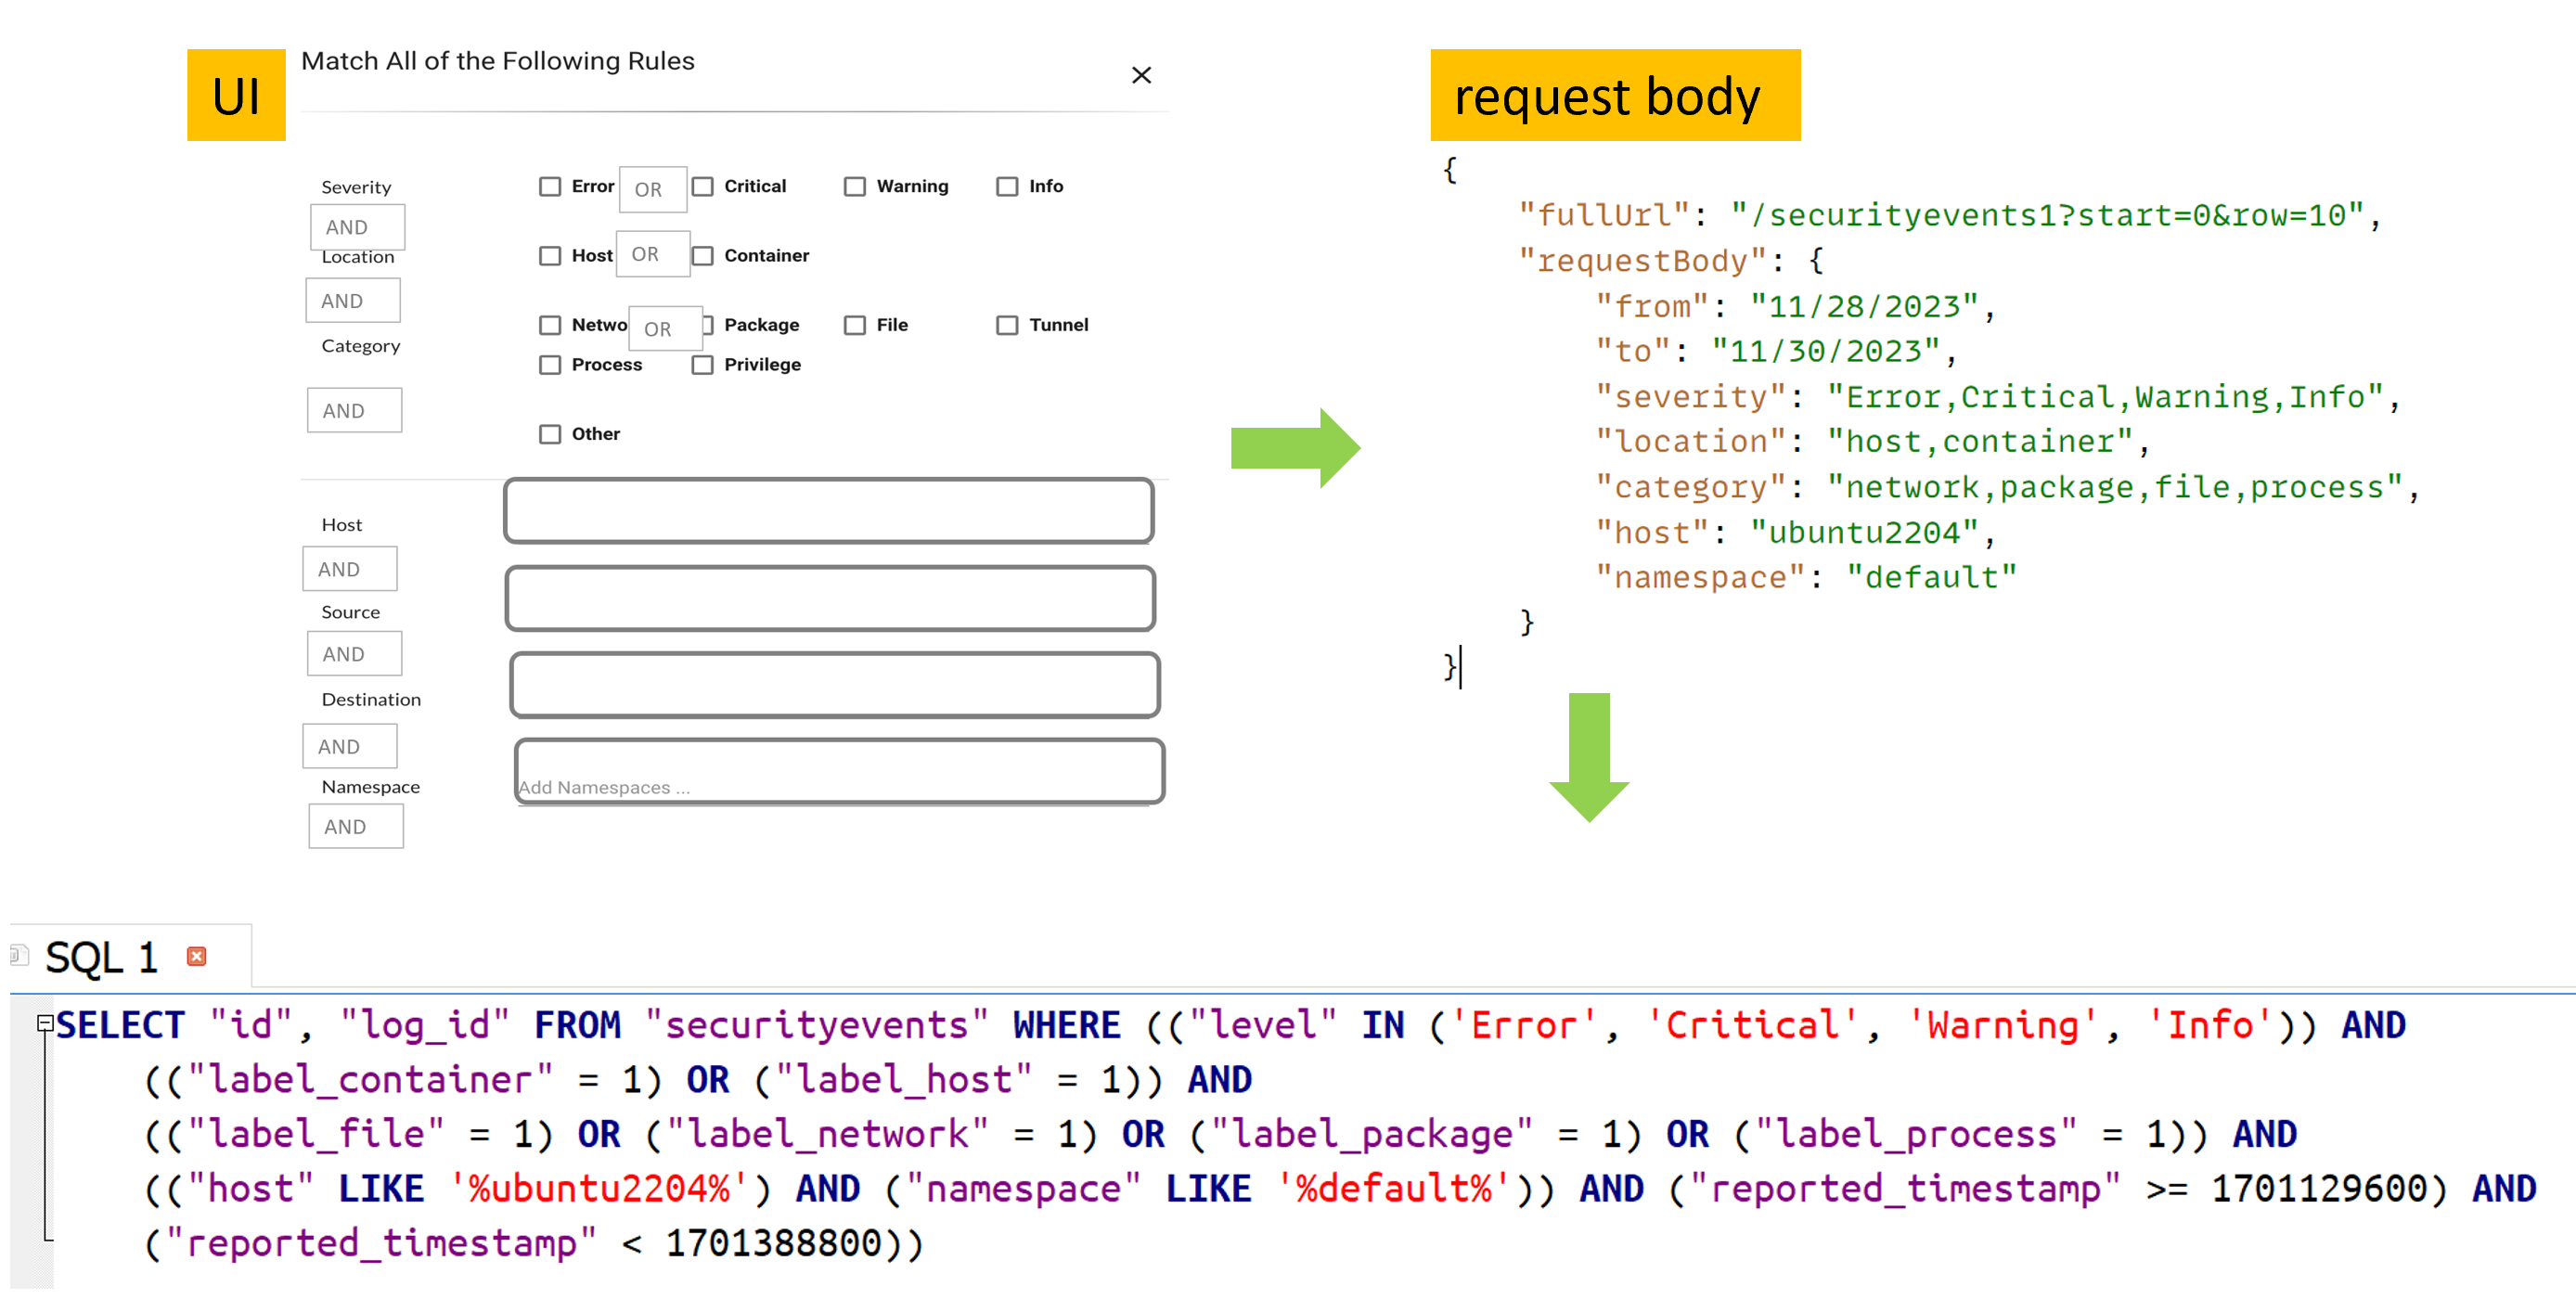 UI
Match All of the Following Rules
Severity
Error OR Critical Warning Info
AND
Location
Host OR Container
AND
Category
Netwo OR Package File Tunnel
Process Privilege
AND
Other
Host
AND
Source
AND
Destination
AND
Namespace
Add Namespaces ...
AND
request body
{
"fullUrl": "/securityevents1?start=0&row=10",
"requestBody": {
"from": "11/28/2023",
"to": "11/30/2023",
"severity": "Error,Critical,Warning,Info",
"location": "host,container",
"category": "network,package,file,process",
"host": "ubuntu2204",
"namespace": "default"
}
}
SQL 1
SELECT "id", "log_id" FROM "securityevents" WHERE (("level" IN ('Error', 'Critical', 'Warning', 'Info')) AND
(("label_container" = 1) OR ("label_host" = 1)) AND
(("label_file" = 1) OR ("label_network" = 1) OR ("label_package" = 1) OR ("label_process" = 1)) AND
(("host" LIKE '%ubuntu2204%') AND ("namespace" LIKE '%default%')) AND ("reported_timestamp" >= 1701129600) AND
("reported_timestamp" < 1701388800))